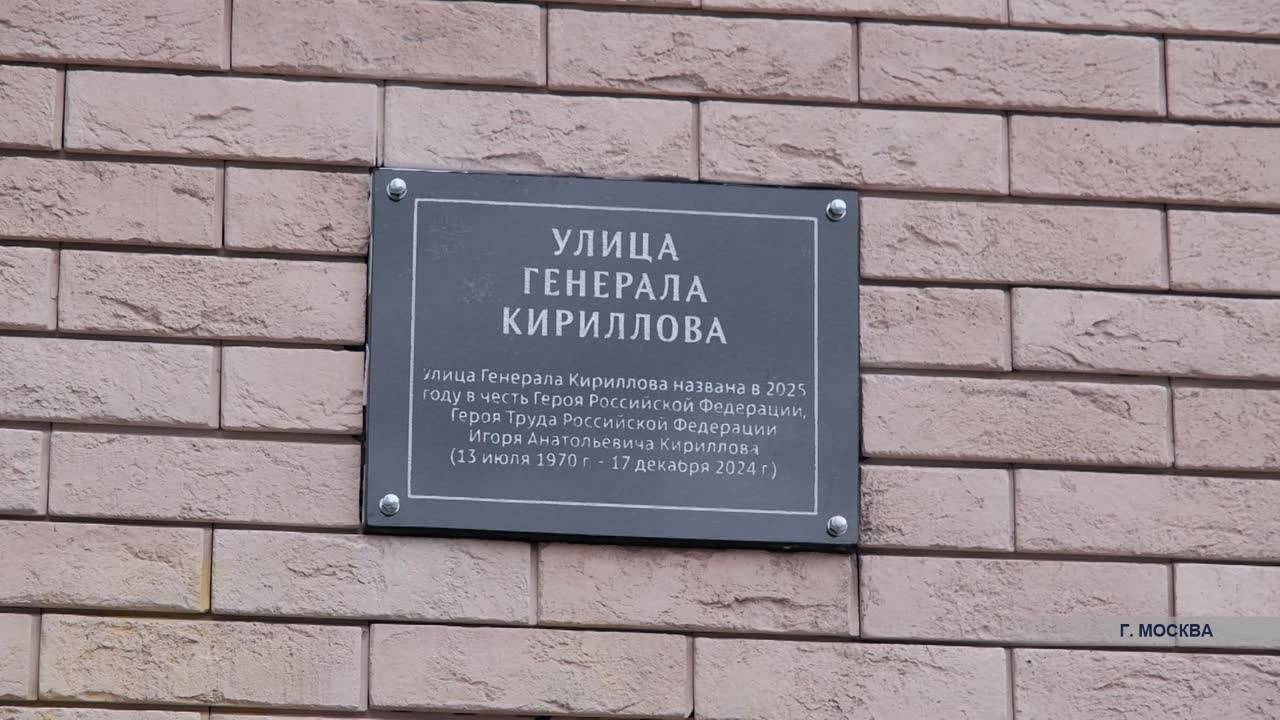 УЛИЦА
ГЕНЕРАЛА
КИРИЛЛОВА
Улица Генерала Кириллова названа в 2025
году в честь Героя Российской Федерации,
Героя Труда Российской Федерации
Игоря Анатольевича Кириллова
(13 июля 1970 г. - 17 декабря 2024 г.)
Г. МОСКВА